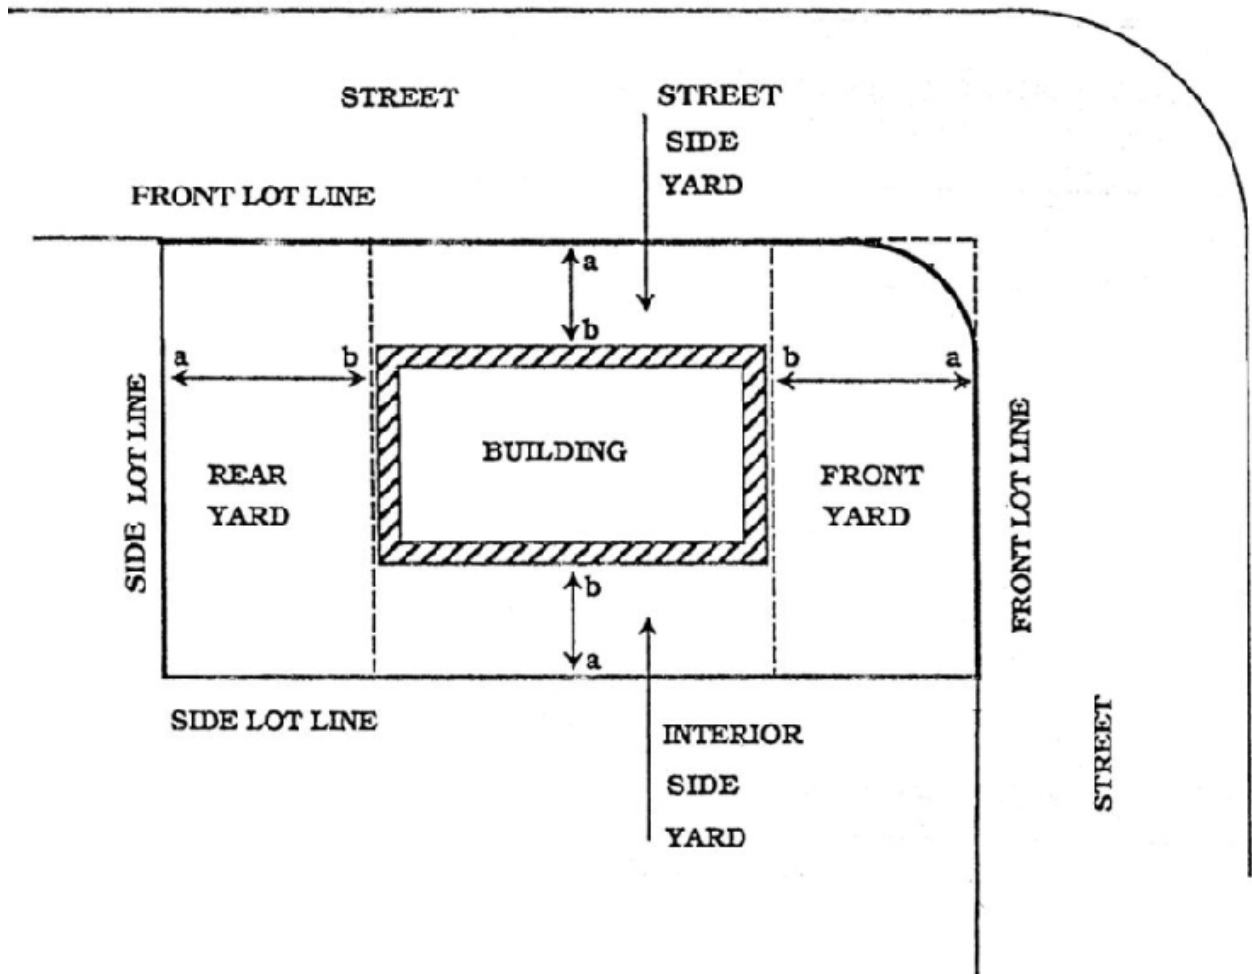 STREET
STREET
SIDE
YARD
FRONT LOT LINE
a
b
a
b
b
a
SIDE LOT LINE
REAR
YARD
BUILDING
FRONT
YARD
FRONT LOT LINE
b
a
SIDE LOT LINE
INTERIOR
SIDE
YARD
STREET